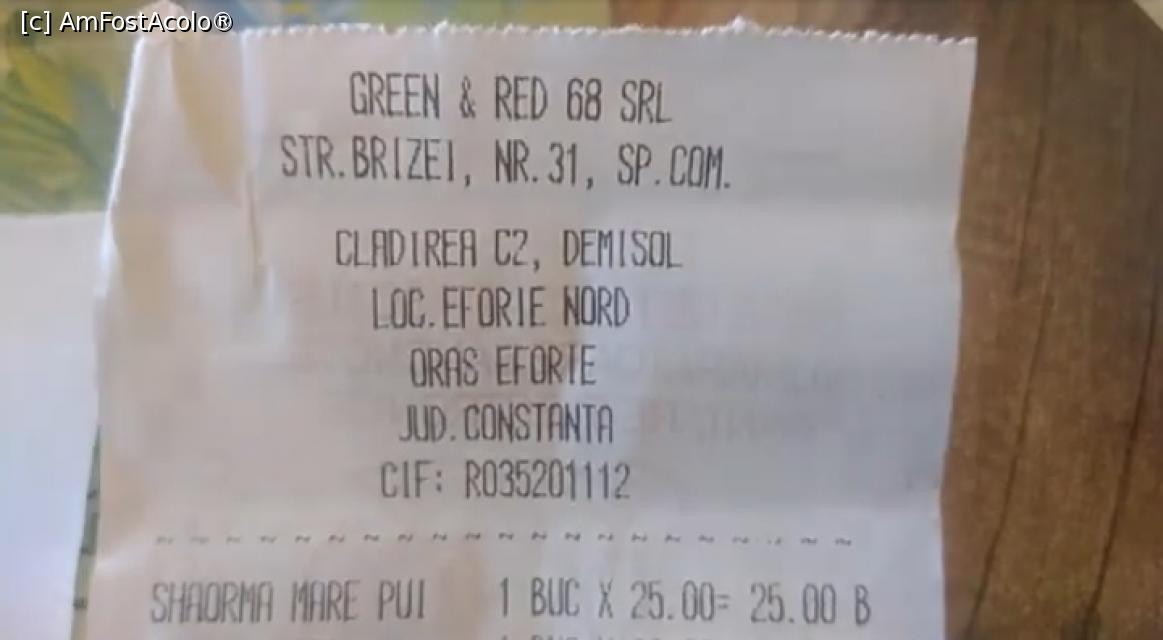 [c] AmFostAcolo®
GREEN & RED 68 SRL
STR.BRIZEI, NR.31, SP.COM.
CLADIREA C2, DEMISOL
LOC.EFORIE NORD
ORAS EFORIE
JUD.CONSTANTA
CIF: RO35201112
~ ~ ~ ~ ~ ~ ~ ~ ~ ~ ~ ~ ~ ~ ~ ~ ~ ~ ~ ~ ~
SHAORMA MARE PUI 1 BUC X 25.00= 25.00 B